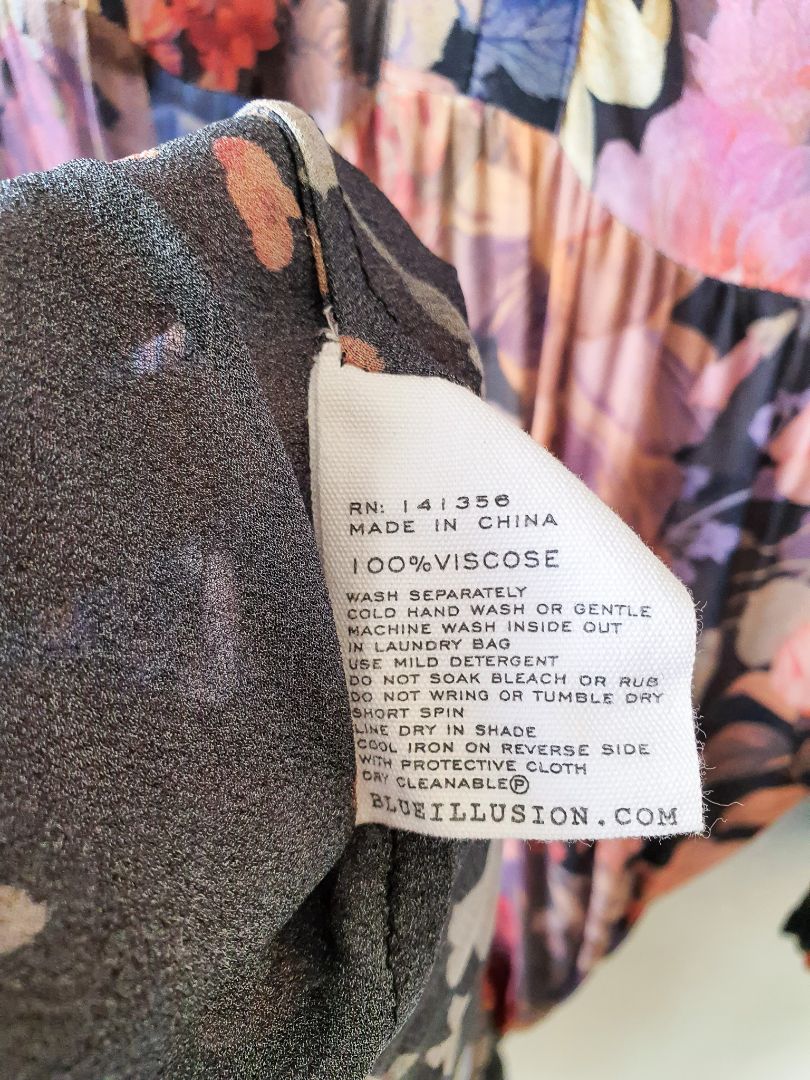 RN: 141356
MADE IN CHINA
100%VISCOSE
WASH SEPARATELY
COLD HAND WASH OR GENTLE
MACHINE WASH INSIDE OUT
IN LAUNDRY BAG
USE MILD DETERGENT
DO NOT SOAK BLEACH OR RUB
DO NOT WRING OR TUMBLE DRY
SHORT SPIN
LINE DRY IN SHADE
COOL IRON ON REVERSE SIDE
WITH PROTECTIVE CLOTH
DRY CLEANABLEⓅ
BLUEILLUSION.COM